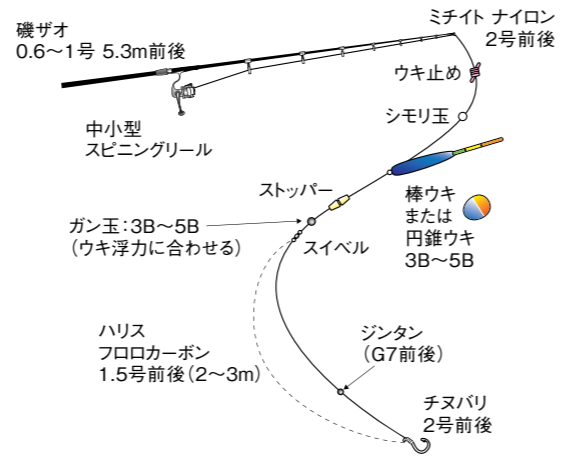 磯ザオ
0.6〜1号 5.3m前後
ミチイト ナイロン
2号前後
ウキ止め
シモリ玉
中小型
スピニングリール
ストッパー
棒ウキ
または
円錐ウキ
3B〜5B
ガン玉:3B〜5B
(ウキ浮力に合わせる)
スイベル
ハリス
フロロカーボン
1.5号前後(2〜3m)
ジンタン
(G7前後)
チヌバリ
2号前後